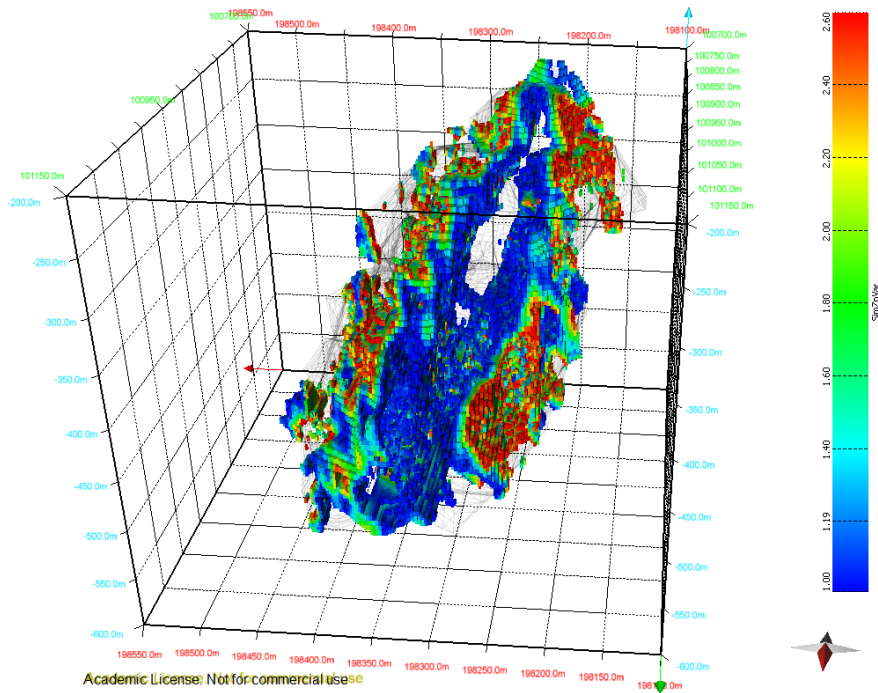 100700.0m
198550.0m
198500.0m
198400.0m
198300.0m
198200.0m
198100.0m
100700.0m
100750.0m
100800.0m
100850.0m
100900.0m
100950.0m
101000.0m
101050.0m
101100.0m
101150.0m
100950.0m
101150.0m
-200.0m
-250.0m
-300.0m
-350.0m
-400.0m
-450.0m
-500.0m
-550.0m
-600.0m
-200.0m
-250.0m
-300.0m
-350.0m
-400.0m
-450.0m
-500.0m
-550.0m
-600.0m
198550.0m
198500.0m
198450.0m
198400.0m
198350.0m
198300.0m
198250.0m
198200.0m
198150.0m
Academic License. Not for commercial use
2.60
2.40
2.20
2.00
1.80
1.60
1.40
1.19
1.00
SimZnVar